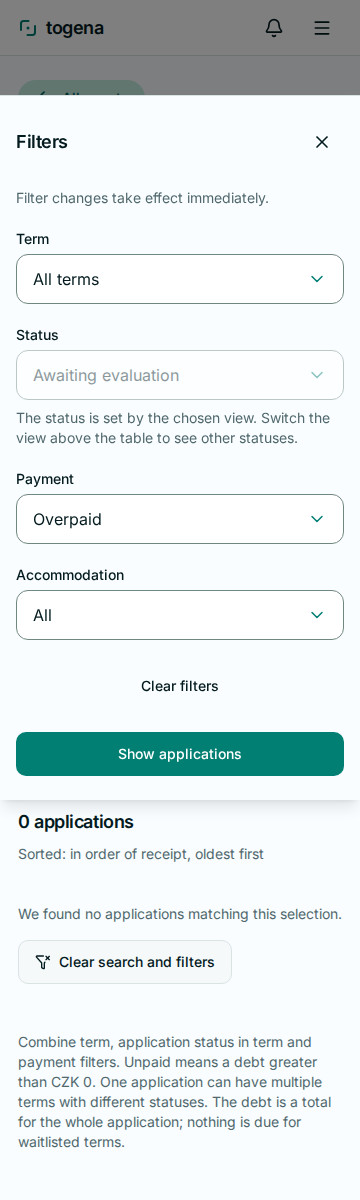 togena
Filters
Filter changes take effect immediately.
Term
All terms
Status
Awaiting evaluation
The status is set by the chosen view. Switch the
view above the table to see other statuses.
Payment
Overpaid
Accommodation
All
Clear filters
Show applications
0 applications
Sorted: in order of receipt, oldest first
We found no applications matching this selection.
Clear search and filters
Combine term, application status in term and
payment filters. Unpaid means a debt greater
than CZK 0. One application can have multiple
terms with different statuses. The debt is a total
for the whole application; nothing is due for
waitlisted terms.